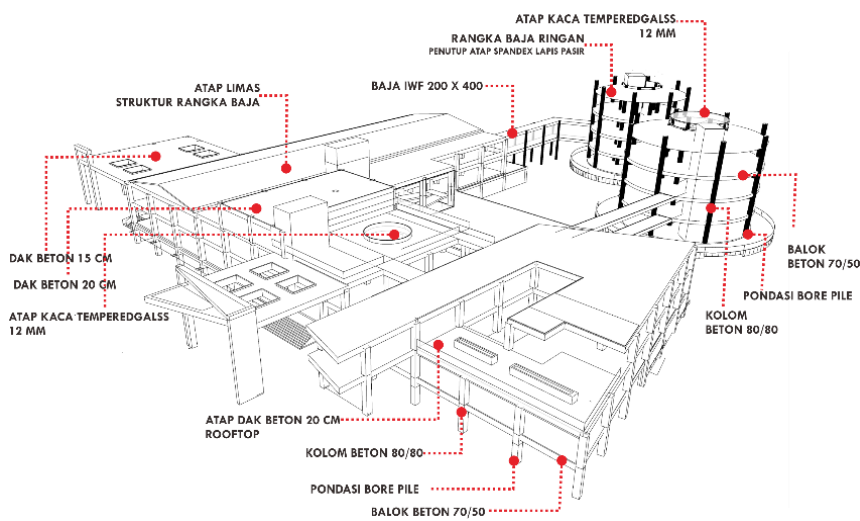 ATAP KACA TEMPEREDGALSS
12 MM
RANGKA BAJA RINGAN
PENUTUP ATAP SPANDEX LAPIS PASIR
BAJA IWF 200 X 400
ATAP LIMAS
STRUKTUR RANGKA BAJA
DAK BETON 15 CM
DAK BETON 20 CM
ATAP KACA TEMPEREDGALSS
12 MM
BALOK
BETON 70/50
PONDASI BORE PILE
KOLOM
BETON 80/80
ATAP DAK BETON 20 CM
ROOFTOP
KOLOM BETON 80/80
PONDASI BORE PILE
BALOK BETON 70/50